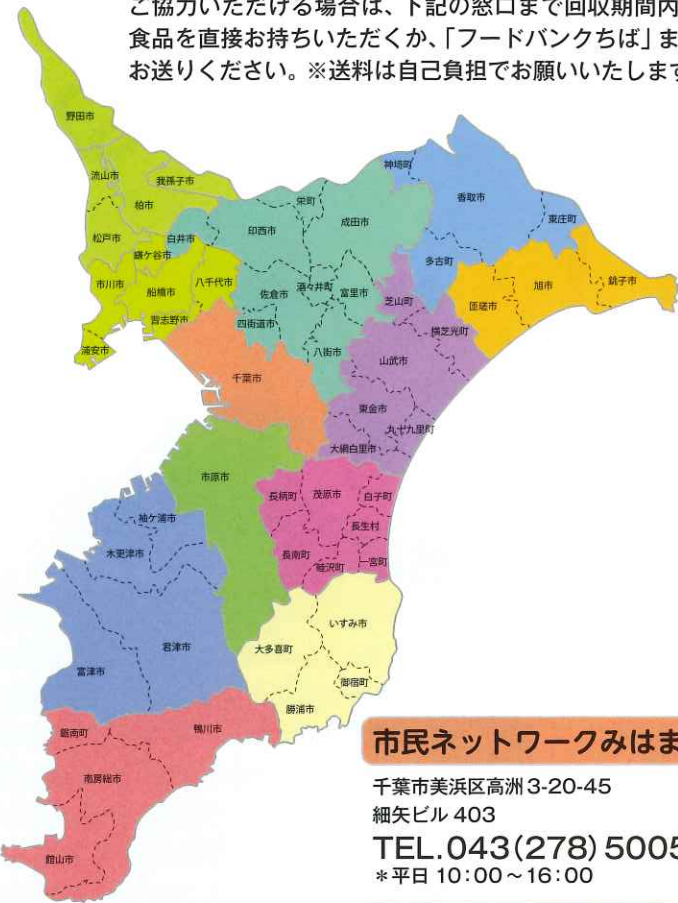 ご協力いただける場合は、下記の窓口まで回収期間内
食品を直接お持ちいただくか、「フードバンクちば」ま
お送りください。※送料は自己負担でお願いいたします
野田市
流山市
我孫子市
柏市
松戸市
鎌ケ谷市
白井市
市川市
船橋市
八千代市
習志野市
浦安市
印西市
栄町
成田市
佐倉市
酒々井町
富里市
四街道市
八街市
神崎町
香取市
東庄町
多古町
匝瑳市
旭市
銚子市
芝山町
横芝光町
山武市
東金市
九十九里町
大網白里市
千葉市
市原市
長柄町
茂原市
白子町
長生村
長南町
睦沢町
一宮町
袖ケ浦市
木更津市
君津市
富津市
いすみ市
大多喜町
御宿町
勝浦市
鋸南町
鴨川市
南房総市
館山市
市民ネットワークみはま
千葉市美浜区高洲3-20-45
細矢ビル 403
TEL.043(278)5005
*平日 10:00～16:00